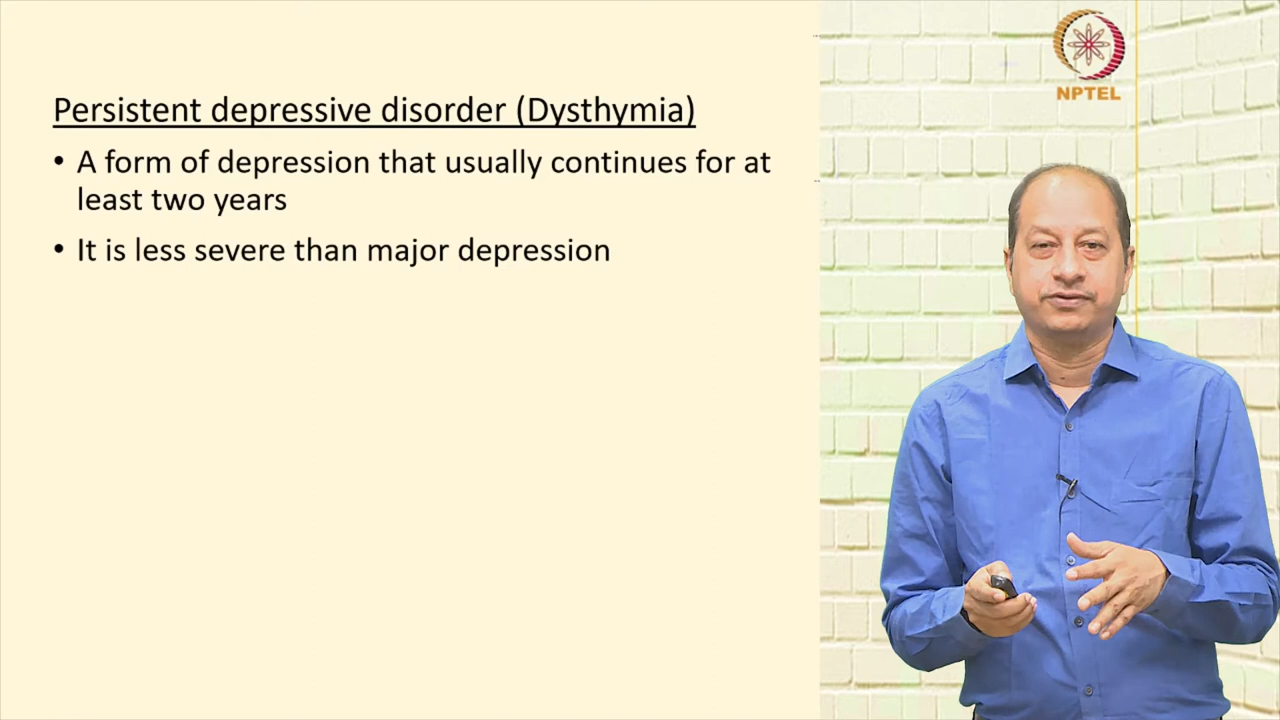 Persistent depressive disorder (Dysthymia)
• A form of depression that usually continues for at
least two years
• It is less severe than major depression
NPTEL